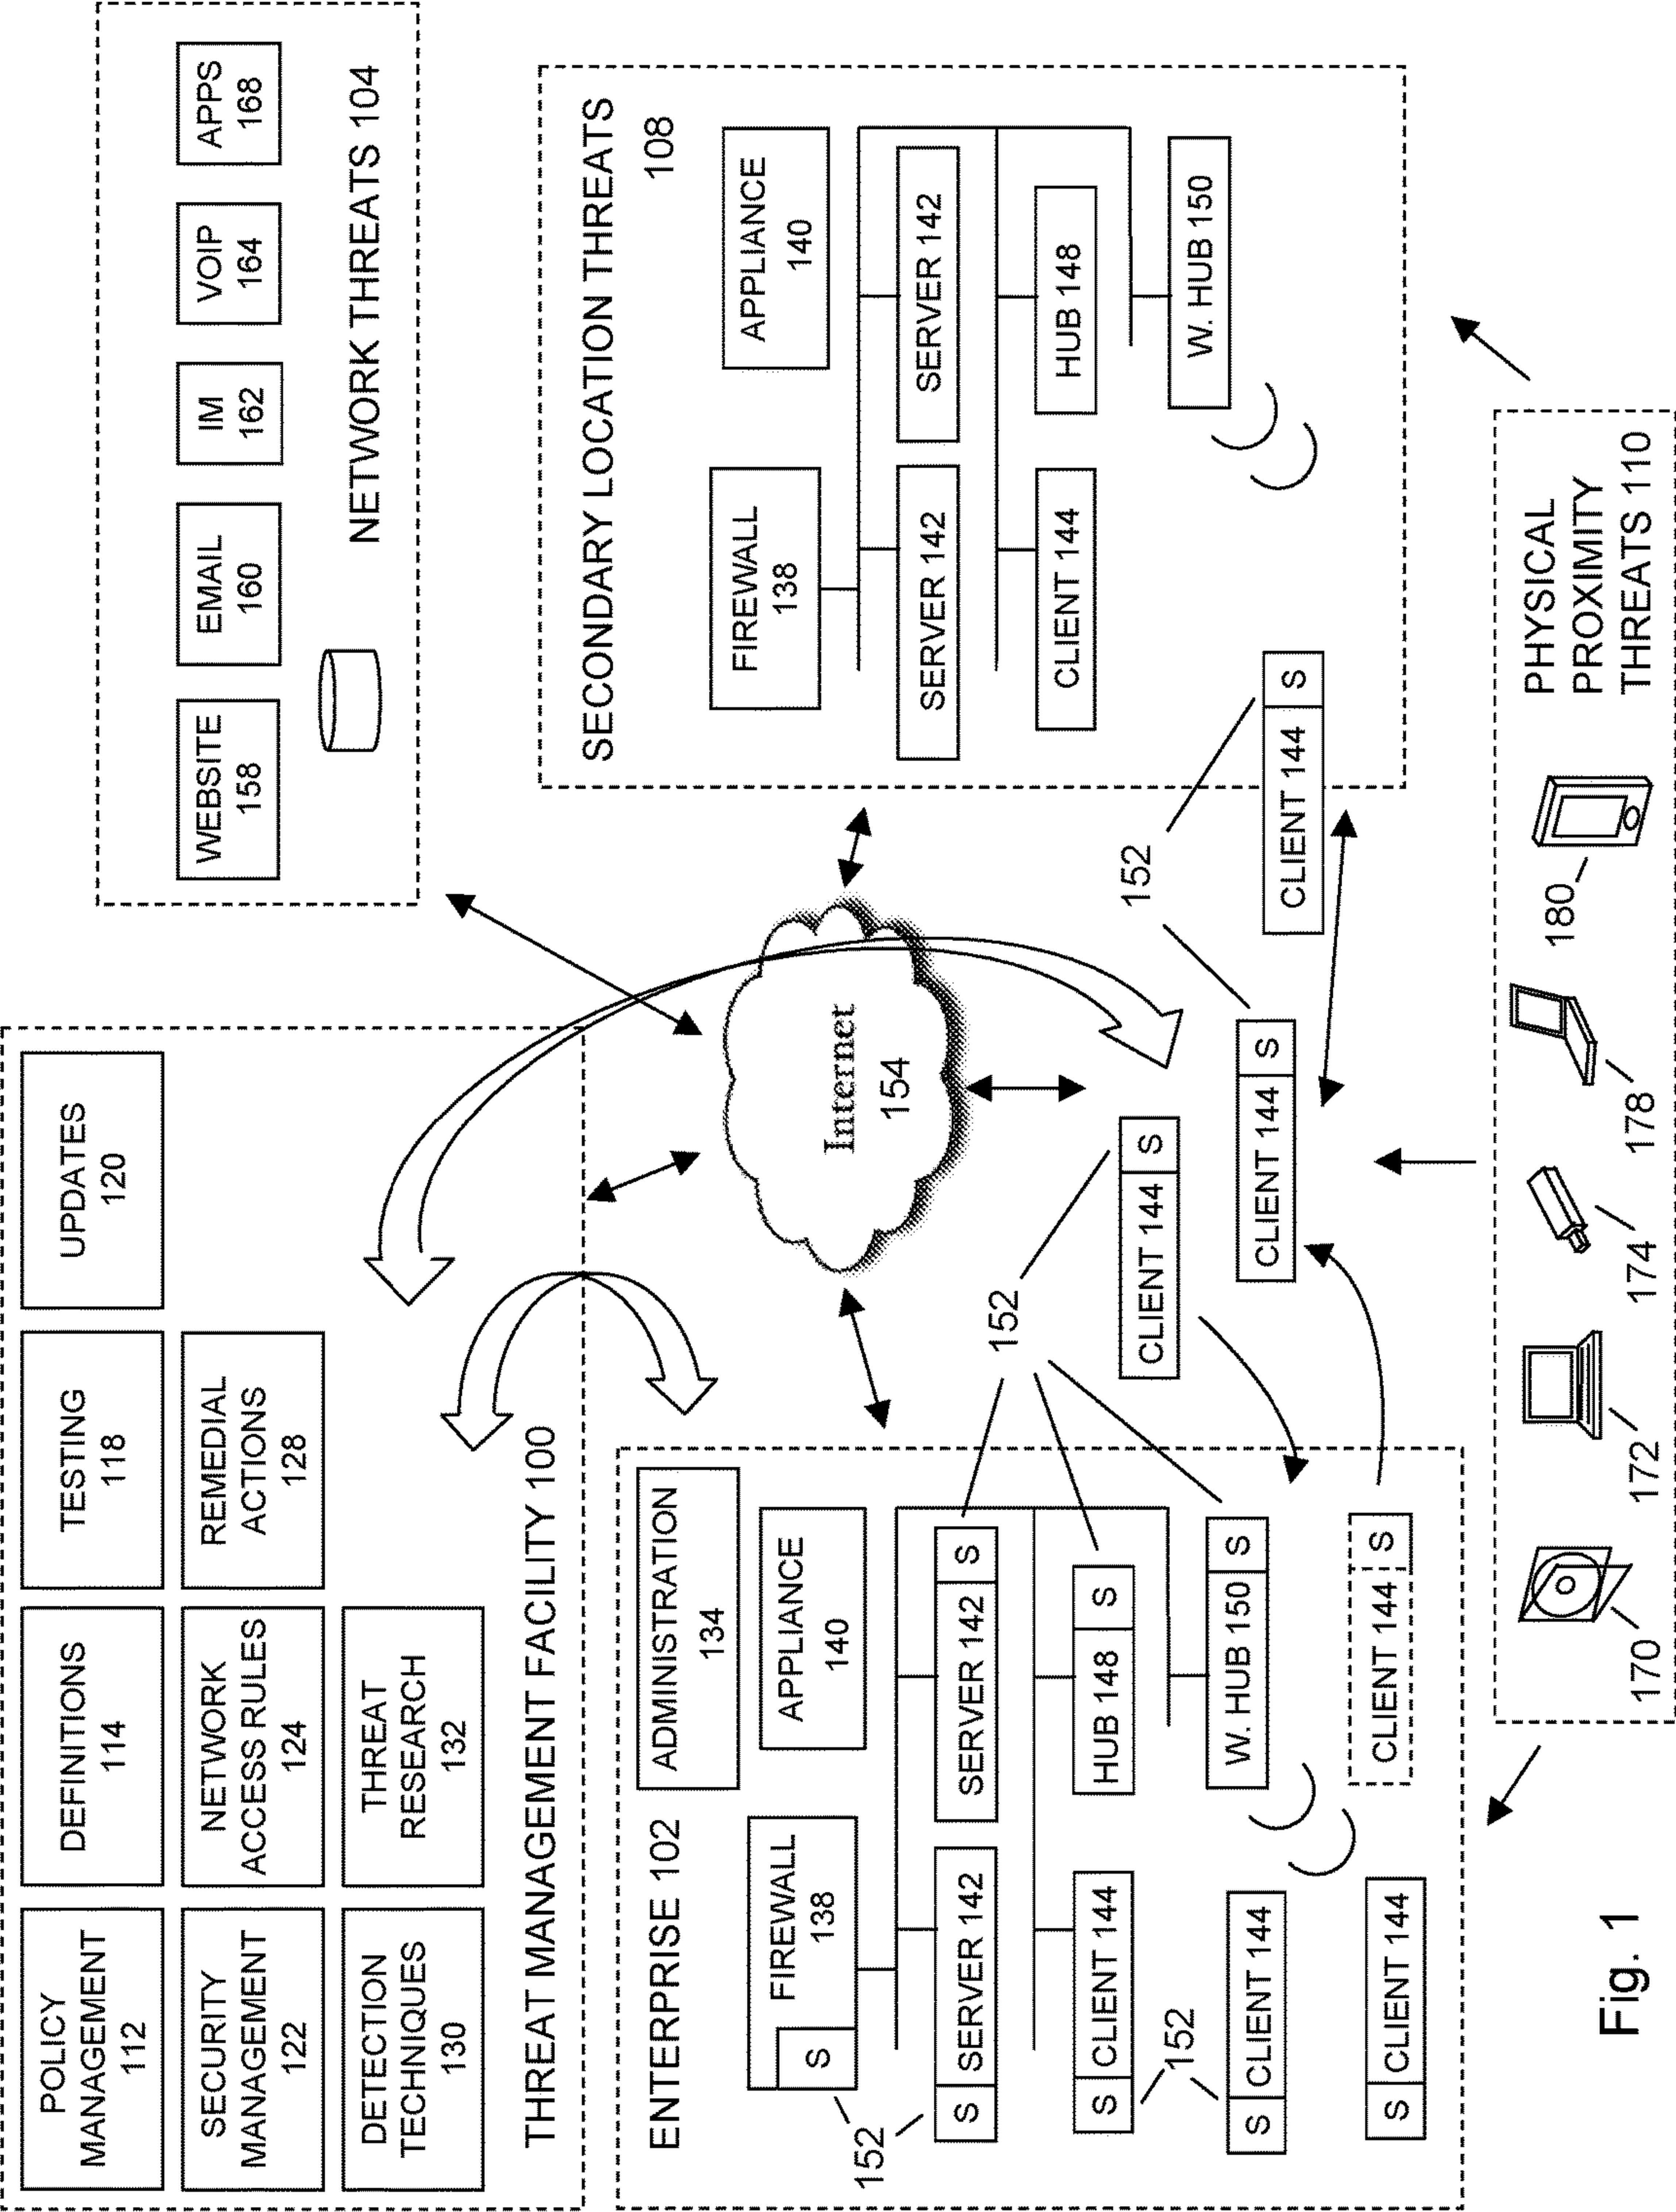 POLICY
MANAGEMENT
112
DEFINITIONS
114
TESTING
118
UPDATES
120
SECURITY
MANAGEMENT
122
NETWORK
ACCESS RULES
124
REMEDIAL
ACTIONS
128
DETECTION
TECHNIQUES
130
THREAT
RESEARCH
132
THREAT MANAGEMENT FACILITY 100
WEBSITE
158
EMAIL
160
IM
162
VOIP
164
APPS
168
NETWORK THREATS 104
Internet
154
ENTERPRISE 102
ADMINISTRATION
134
FIREWALL
138
S
APPLIANCE
140
152
S SERVER 142
SERVER 142 S
S CLIENT 144
HUB 148 S
152
S CLIENT 144
W. HUB 150 S
S CLIENT 144
CLIENT 144 S
152
CLIENT 144 S
CLIENT 144 S
152
CLIENT 144 S
SECONDARY LOCATION THREATS
108
FIREWALL
138
APPLIANCE
140
SERVER 142
SERVER 142
CLIENT 144
HUB 148
W. HUB 150
PHYSICAL
PROXIMITY
THREATS 110
170
172
174
178
180
Fig. 1